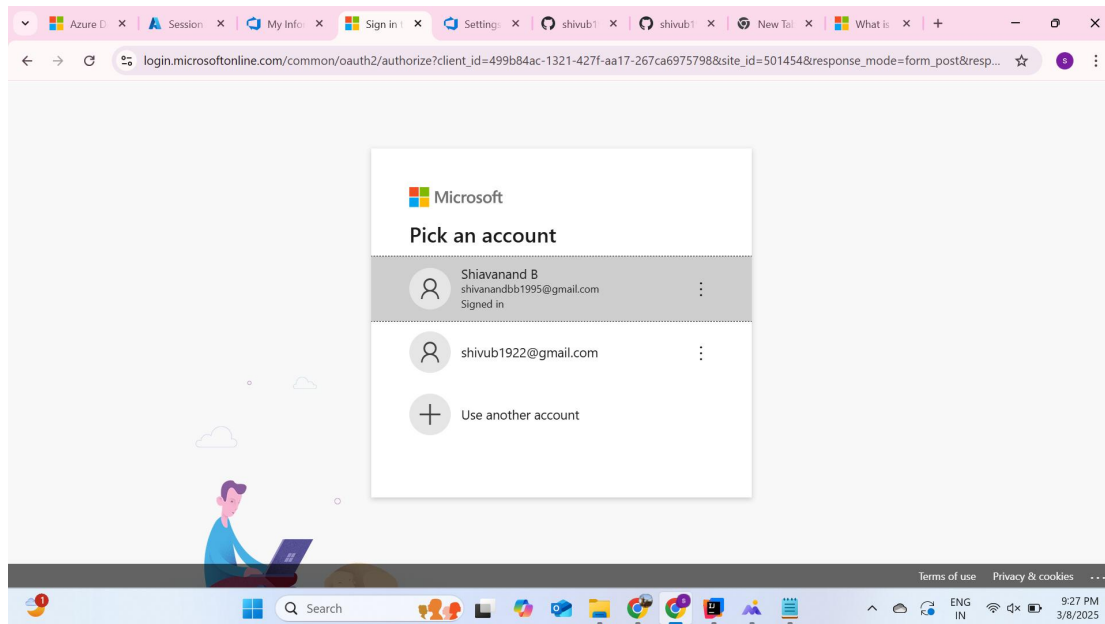 Azure D
Session
My Info
Sign in t
Settings
shivub1
shivub1
New Tab
What is
login.microsoftonline.com/common/oauth2/authorize?client_id=499b84ac-1321-427f-aa17-267ca6975798&site_id=501454&response_mode=form_post&resp...
s
Microsoft
Pick an account
Shiavanand B
shivanandbb1995@gmail.com
Signed in
shivub1922@gmail.com
Use another account
Terms of use Privacy & cookies ...
1
Search
ENG
IN
9:27 PM
3/8/2025